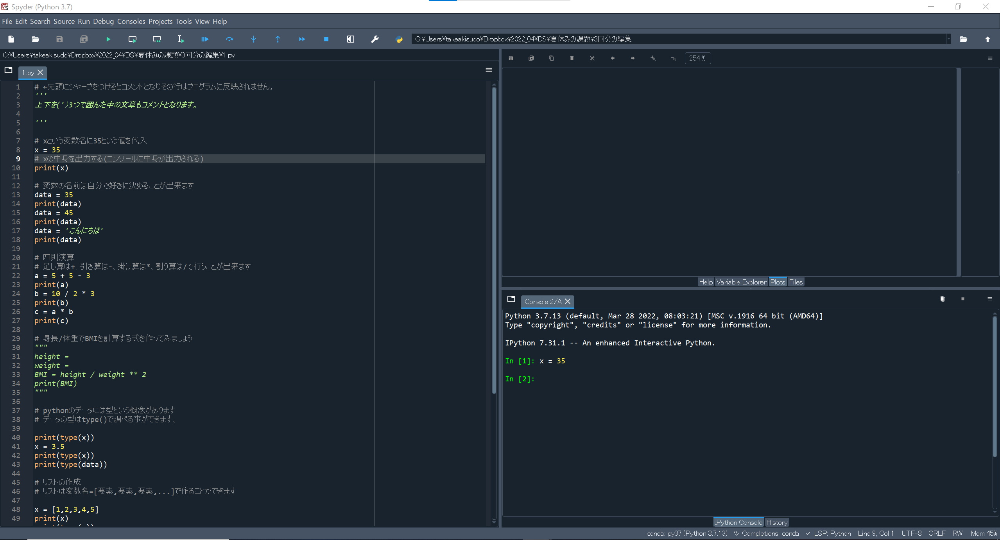 Spyder (Python 3.7)
File Edit Search Source Run Debug Consoles Projects Tools View Help
C:¥Users¥takeakisudo¥Dropbox¥2022_04¥DS¥夏休みの課題¥3回分の編集
C:¥Users¥takeakisudo¥Dropbox¥2022_04¥DS¥夏休みの課題¥3回分の編集¥1.py
254 %
1.py
1 # ←先頭にシャープをつけるとコメントとなりその行はプログラムに反映されません。
2 '''
3 上下を(')3つで囲んだ中の文章もコメントとなります。
4
5 '''
6
7 # xという変数名に35という値を代入
8 x = 35
9 # xの中身を出力する(コンソールに中身が出力される)
10 print(x)
11
12 # 変数の名前は自分で好きに決めることが出来ます
13 data = 35
14 print(data)
15 data = 45
16 print(data)
17 data = 'こんにちは'
18 print(data)
19
20 # 四則演算
21 # 足し算は+、引き算は-、掛け算は*、割り算は/で行うことが出来ます
22 a = 5 + 5 - 3
23 print(a)
24 b = 10 / 2 * 3
25 print(b)
26 c = a * b
27 print(c)
28
29 # 身長/体重でBMIを計算する式を作ってみましょう
30 """
31 height =
32 weight =
33 BMI = height / weight ** 2
34 print(BMI)
35 """
36
37 # pythonのデータには型という概念があります
38 # データの型はtype()で調べる事ができます。
39
40 print(type(x))
41 x = 3.5
42 print(type(x))
43 print(type(data))
44
45 # リストの作成
46 # リストは変数名=[要素,要素,要素,...]で作ることができます
47
48 x = [1,2,3,4,5]
49 print(x)
Help Variable Explorer Plots Files
Console 2/A
Python 3.7.13 (default, Mar 28 2022, 08:03:21) [MSC v.1916 64 bit (AMD64)]
Type "copyright", "credits" or "license" for more information.
IPython 7.31.1 -- An enhanced Interactive Python.
In [1]: x = 35
In [2]:
IPython Console History
conda: py37 (Python 3.7.13) Completions: conda LSP: Python Line 9, Col 1 UTF-8 CRLF RW Mem 45%